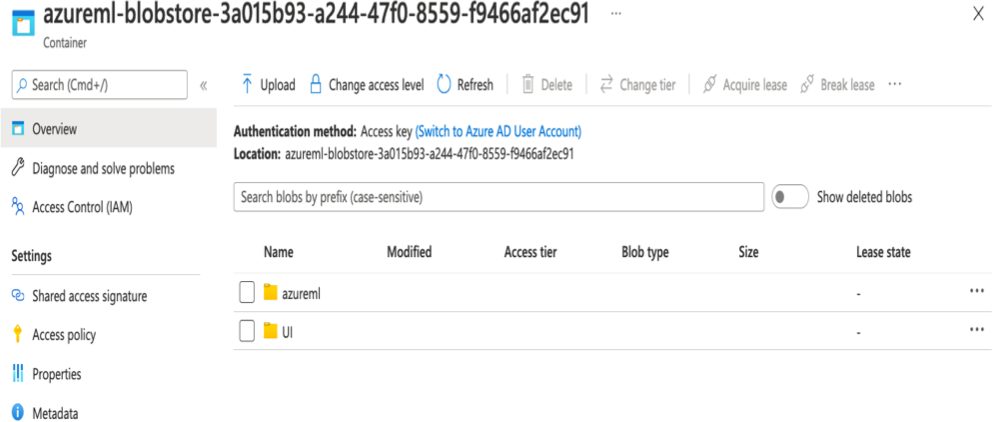 azureml-blobstore-3a015b93-a244-47f0-8559-f9466af2ec91 ...
Container
Search (Cmd+/) «
Upload Change access level Refresh Delete Change tier Acquire lease Break lease ...
Overview
Diagnose and solve problems
Access Control (IAM)
Settings
Shared access signature
Access policy
Properties
Metadata
Authentication method: Access key (Switch to Azure AD User Account)
Location: azureml-blobstore-3a015b93-a244-47f0-8559-f9466af2ec91
Search blobs by prefix (case-sensitive) Show deleted blobs
Name Modified Access tier Blob type Size Lease state
azureml - ...
UI - ...